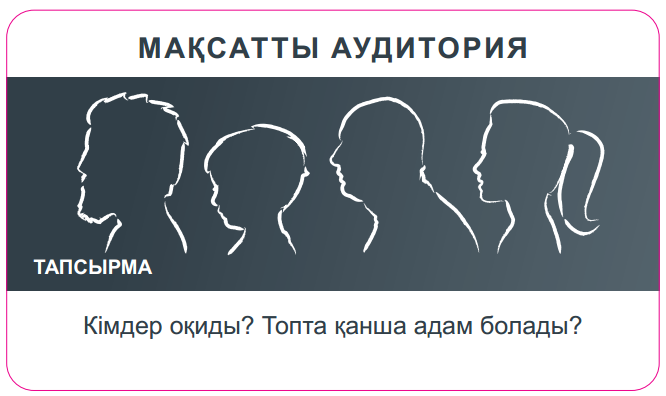 МАҚСАТТЫ АУДИТОРИЯ
ТАПСЫРМА
Кімдер оқиды? Топта қанша адам болады?